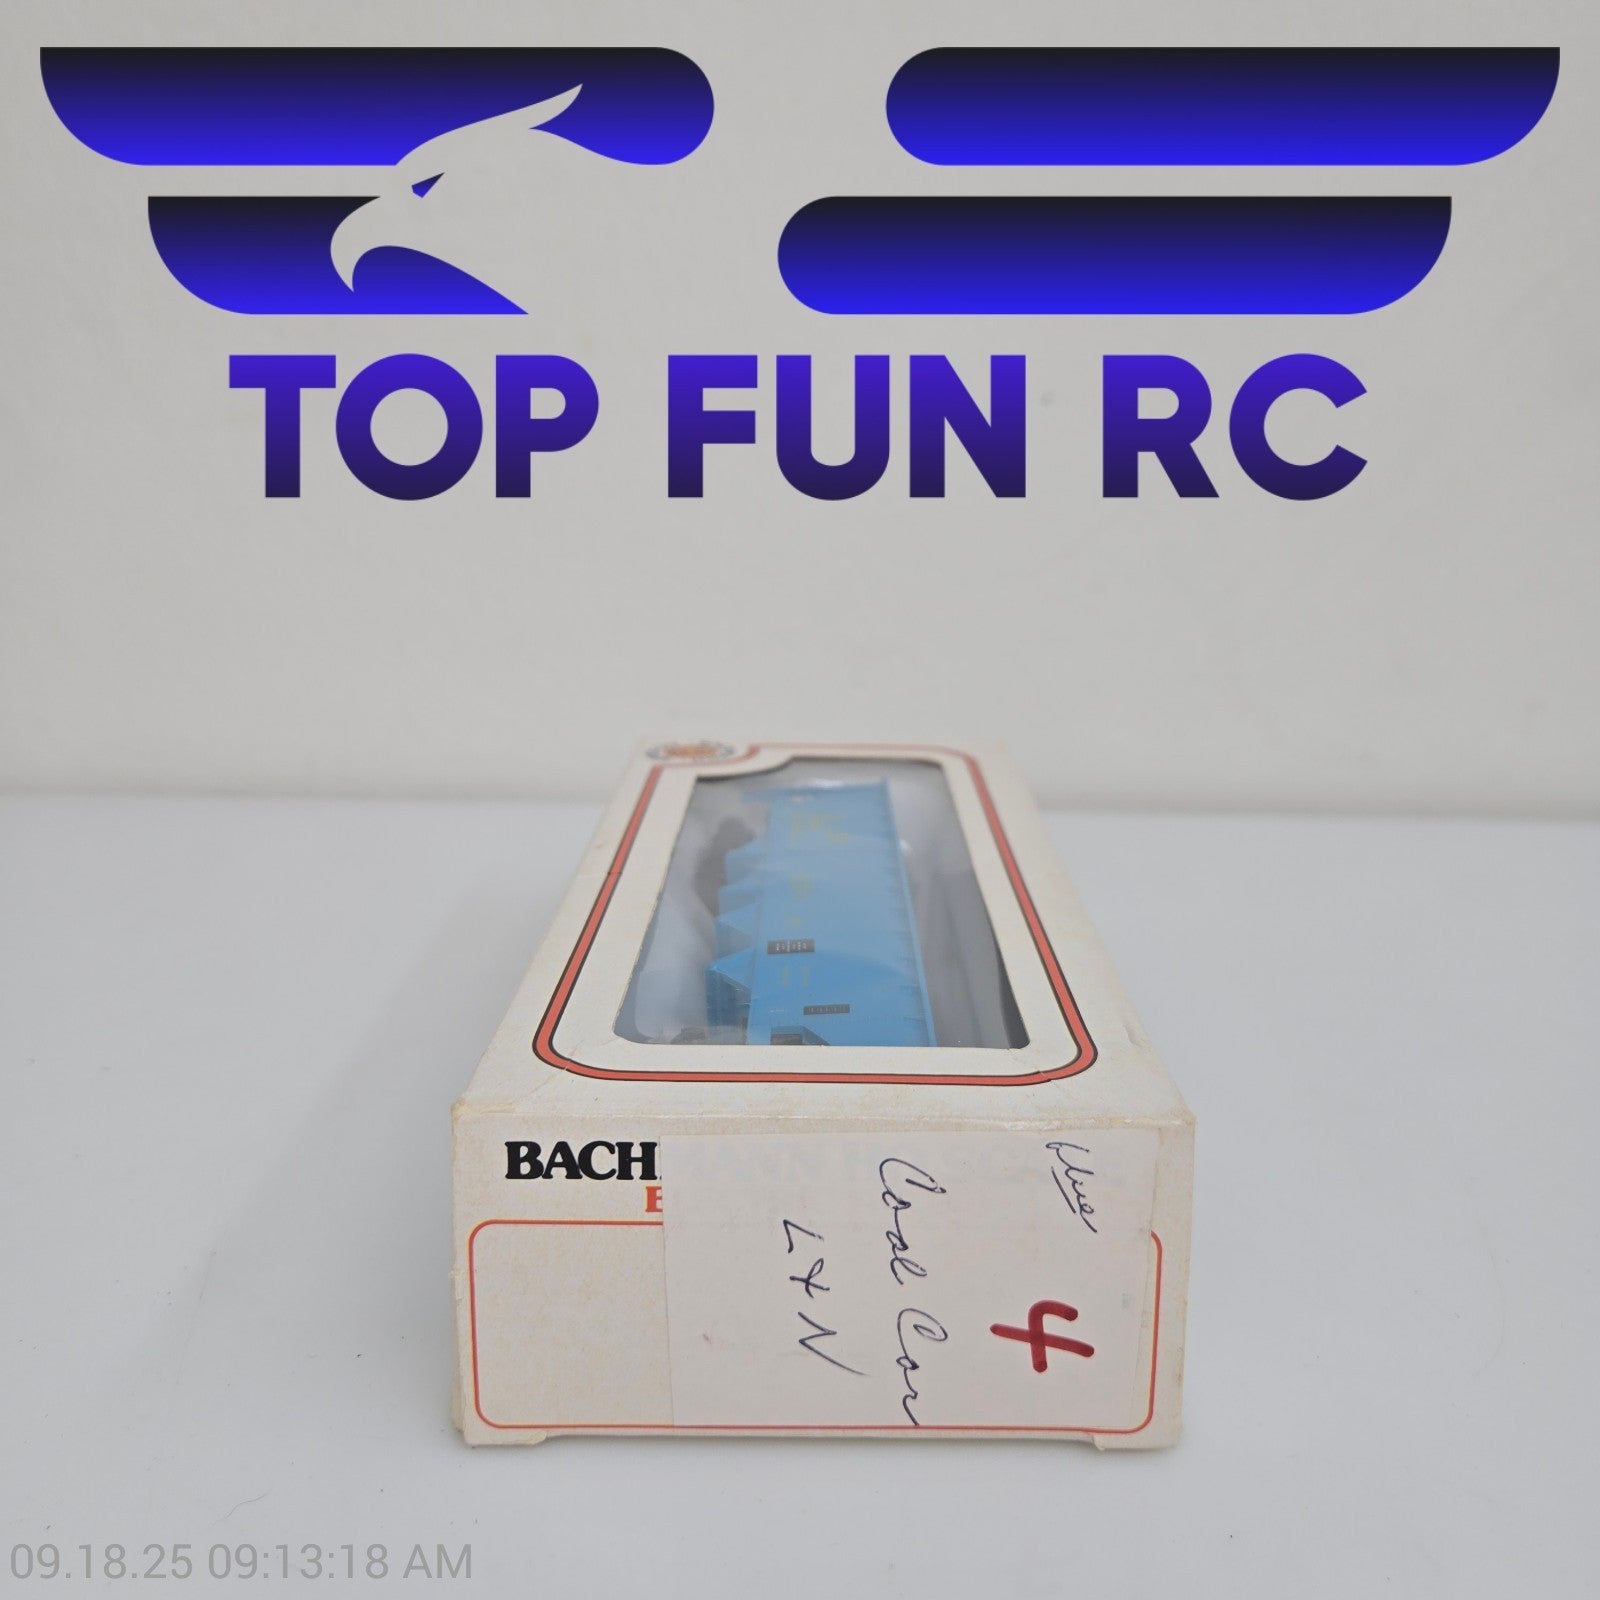 TOP FUN RC
BACH
E
Blue
4
Coal Car
L & N
09.18.25 09:13:18 AM